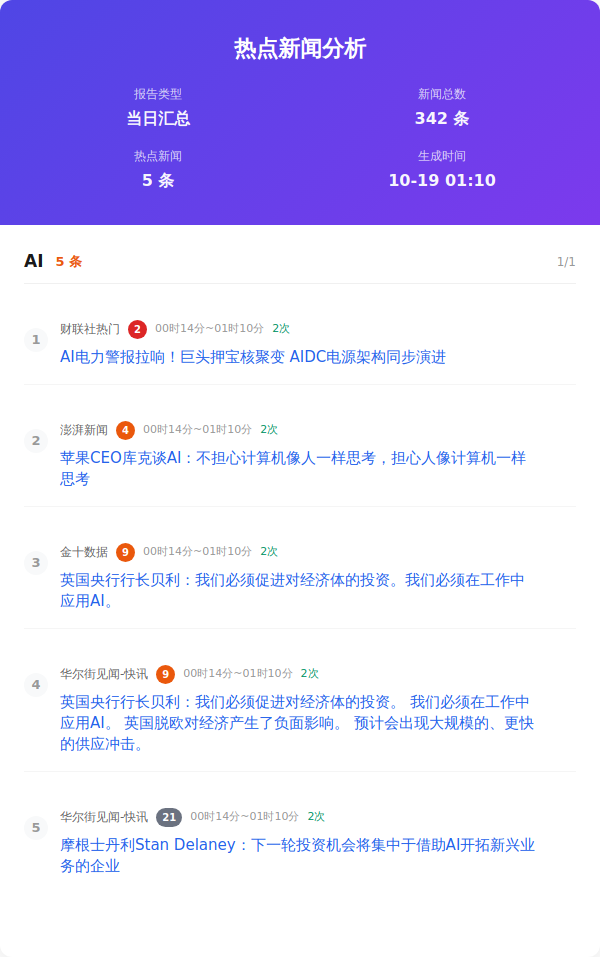 热点新闻分析
报告类型
新闻总数
当日汇总
342 条
热点新闻
生成时间
5 条
10-19 01:10
AI 5 条 1/1
1
财联社热门 2 00时14分~01时10分 2次
AI电力警报拉响！巨头押宝核聚变 AIDC电源架构同步演进
2
澎湃新闻 4 00时14分~01时10分 2次
苹果CEO库克谈AI：不担心计算机像人一样思考，担心人像计算机一样
思考
3
金十数据 9 00时14分~01时10分 2次
英国央行行长贝利：我们必须促进对经济体的投资。我们必须在工作中
应用AI。
4
华尔街见闻-快讯 9 00时14分~01时10分 2次
英国央行行长贝利：我们必须促进对经济体的投资。 我们必须在工作中
应用AI。 英国脱欧对经济产生了负面影响。 预计会出现大规模的、更快
的供应冲击。
5
华尔街见闻-快讯 21 00时14分~01时10分 2次
摩根士丹利Stan Delaney：下一轮投资机会将集中于借助AI开拓新兴业
务的企业